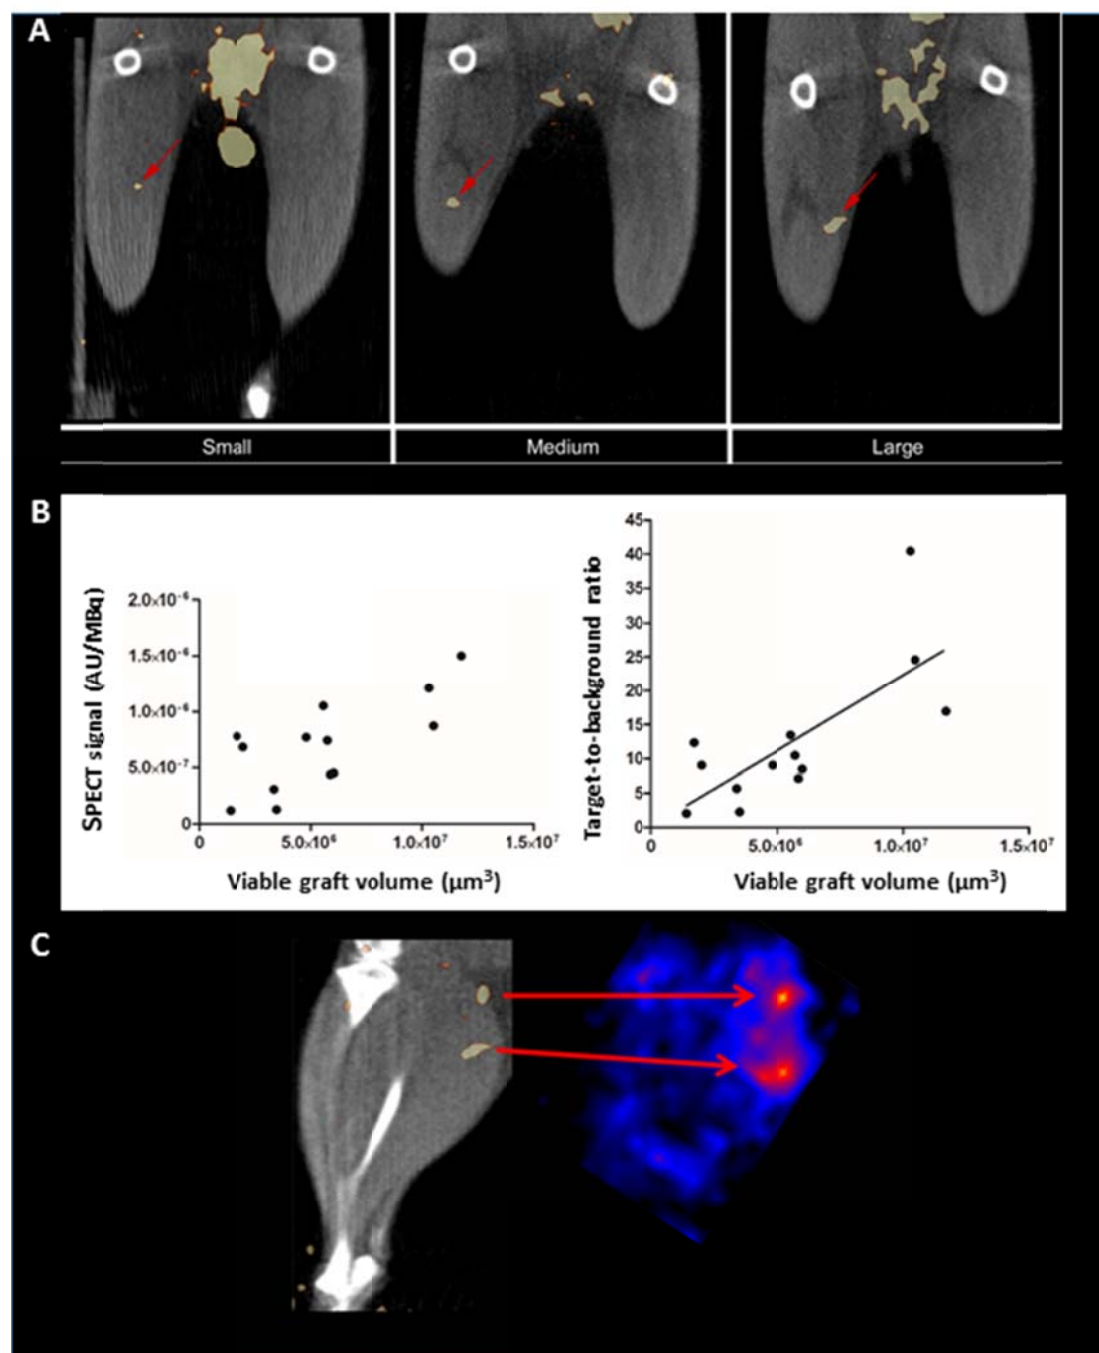 A
Small
Medium
Large
B
SPECT signal (AU/MBq)
2.0×10⁻⁶
1.5×10⁻⁶
1.0×10⁻⁶
5.0×10⁻⁷
0
0
5.0×10⁶
1.0×10⁷
1.5×10⁷
Viable graft volume (μm³)
Target-to-background ratio
45
40
35
30
25
20
15
10
5
0
0
5.0×10⁶
1.0×10⁷
1.5×10⁷
Viable graft volume (μm³)
C